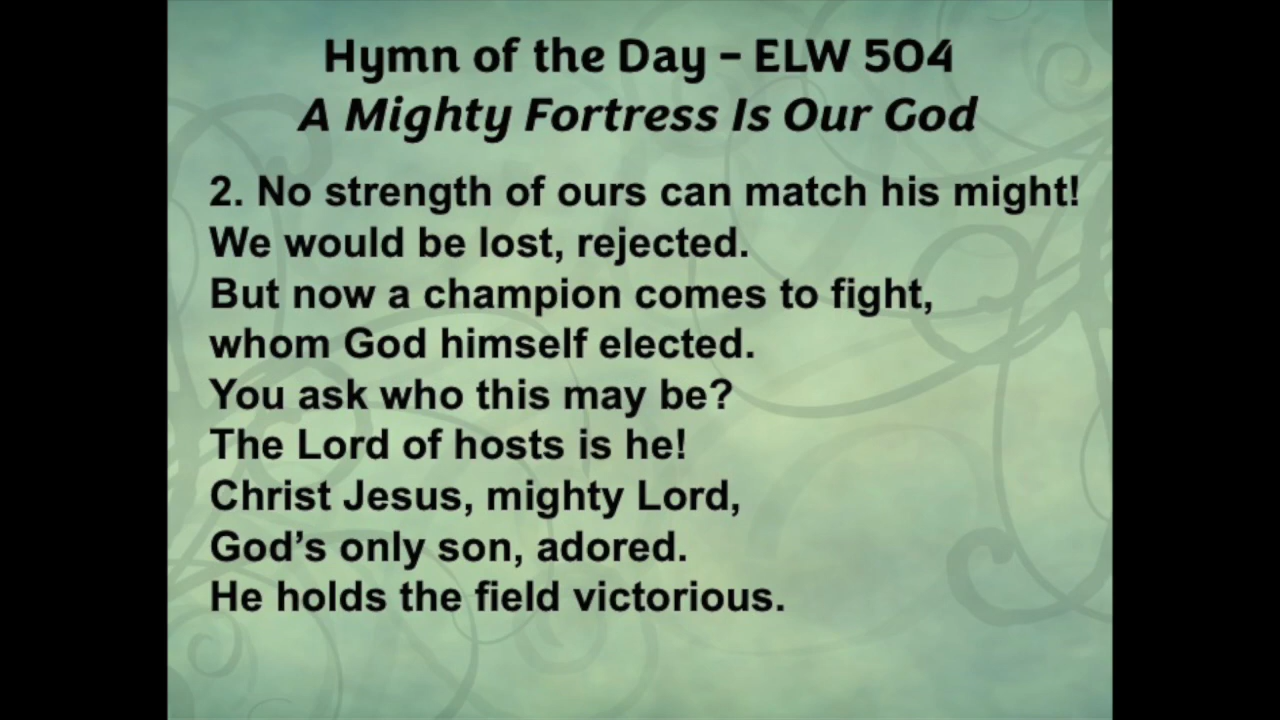 Hymn of the Day – ELW 504
A Mighty Fortress Is Our God
2. No strength of ours can match his might!
We would be lost, rejected.
But now a champion comes to fight,
whom God himself elected.
You ask who this may be?
The Lord of hosts is he!
Christ Jesus, mighty Lord,
God’s only son, adored.
He holds the field victorious.